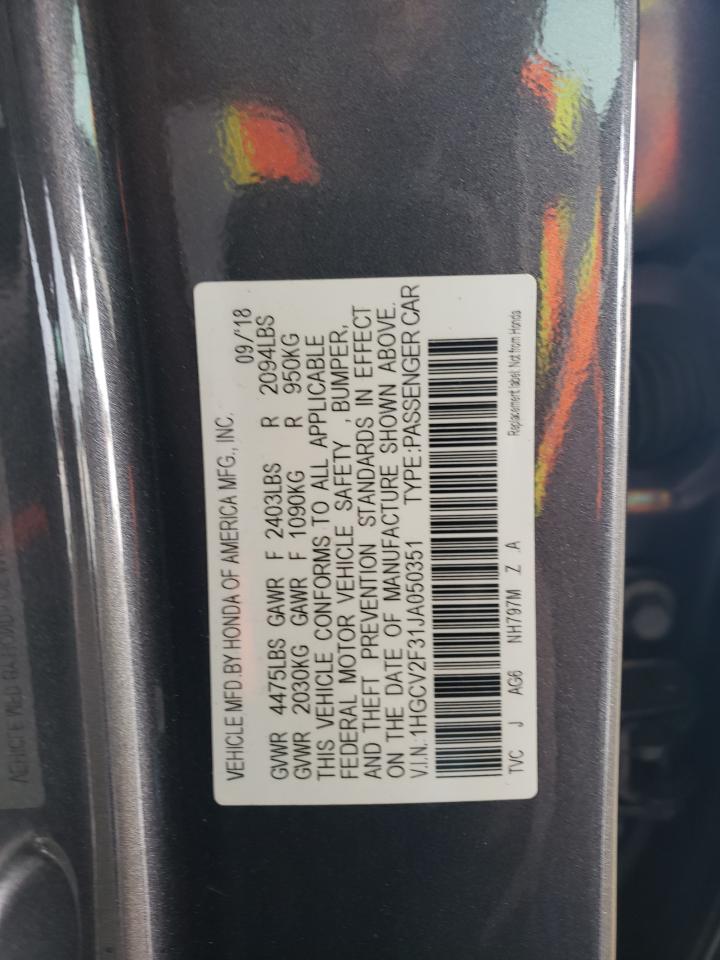 VEHICLE MFD.BY HONDA OF AMERICA MFG., INC. 09/'18
GVWR 4475LBS GAWR F 2403LBS R 2094LBS
GVWR 2030KG GAWR F 1090KG R 950KG
THIS VEHICLE CONFORMS TO ALL APPLICABLE
FEDERAL MOTOR VEHICLE SAFETY , BUMPER,
AND THEFT PREVENTION STANDARDS IN EFFECT
ON THE DATE OF MANUFACTURE SHOWN ABOVE.
V.I.N.:1HGCV2F31JA050351 TYPE:PASSENGER CAR
TVC J AG6 NH797M Z .A Replacement label. Not from Honda